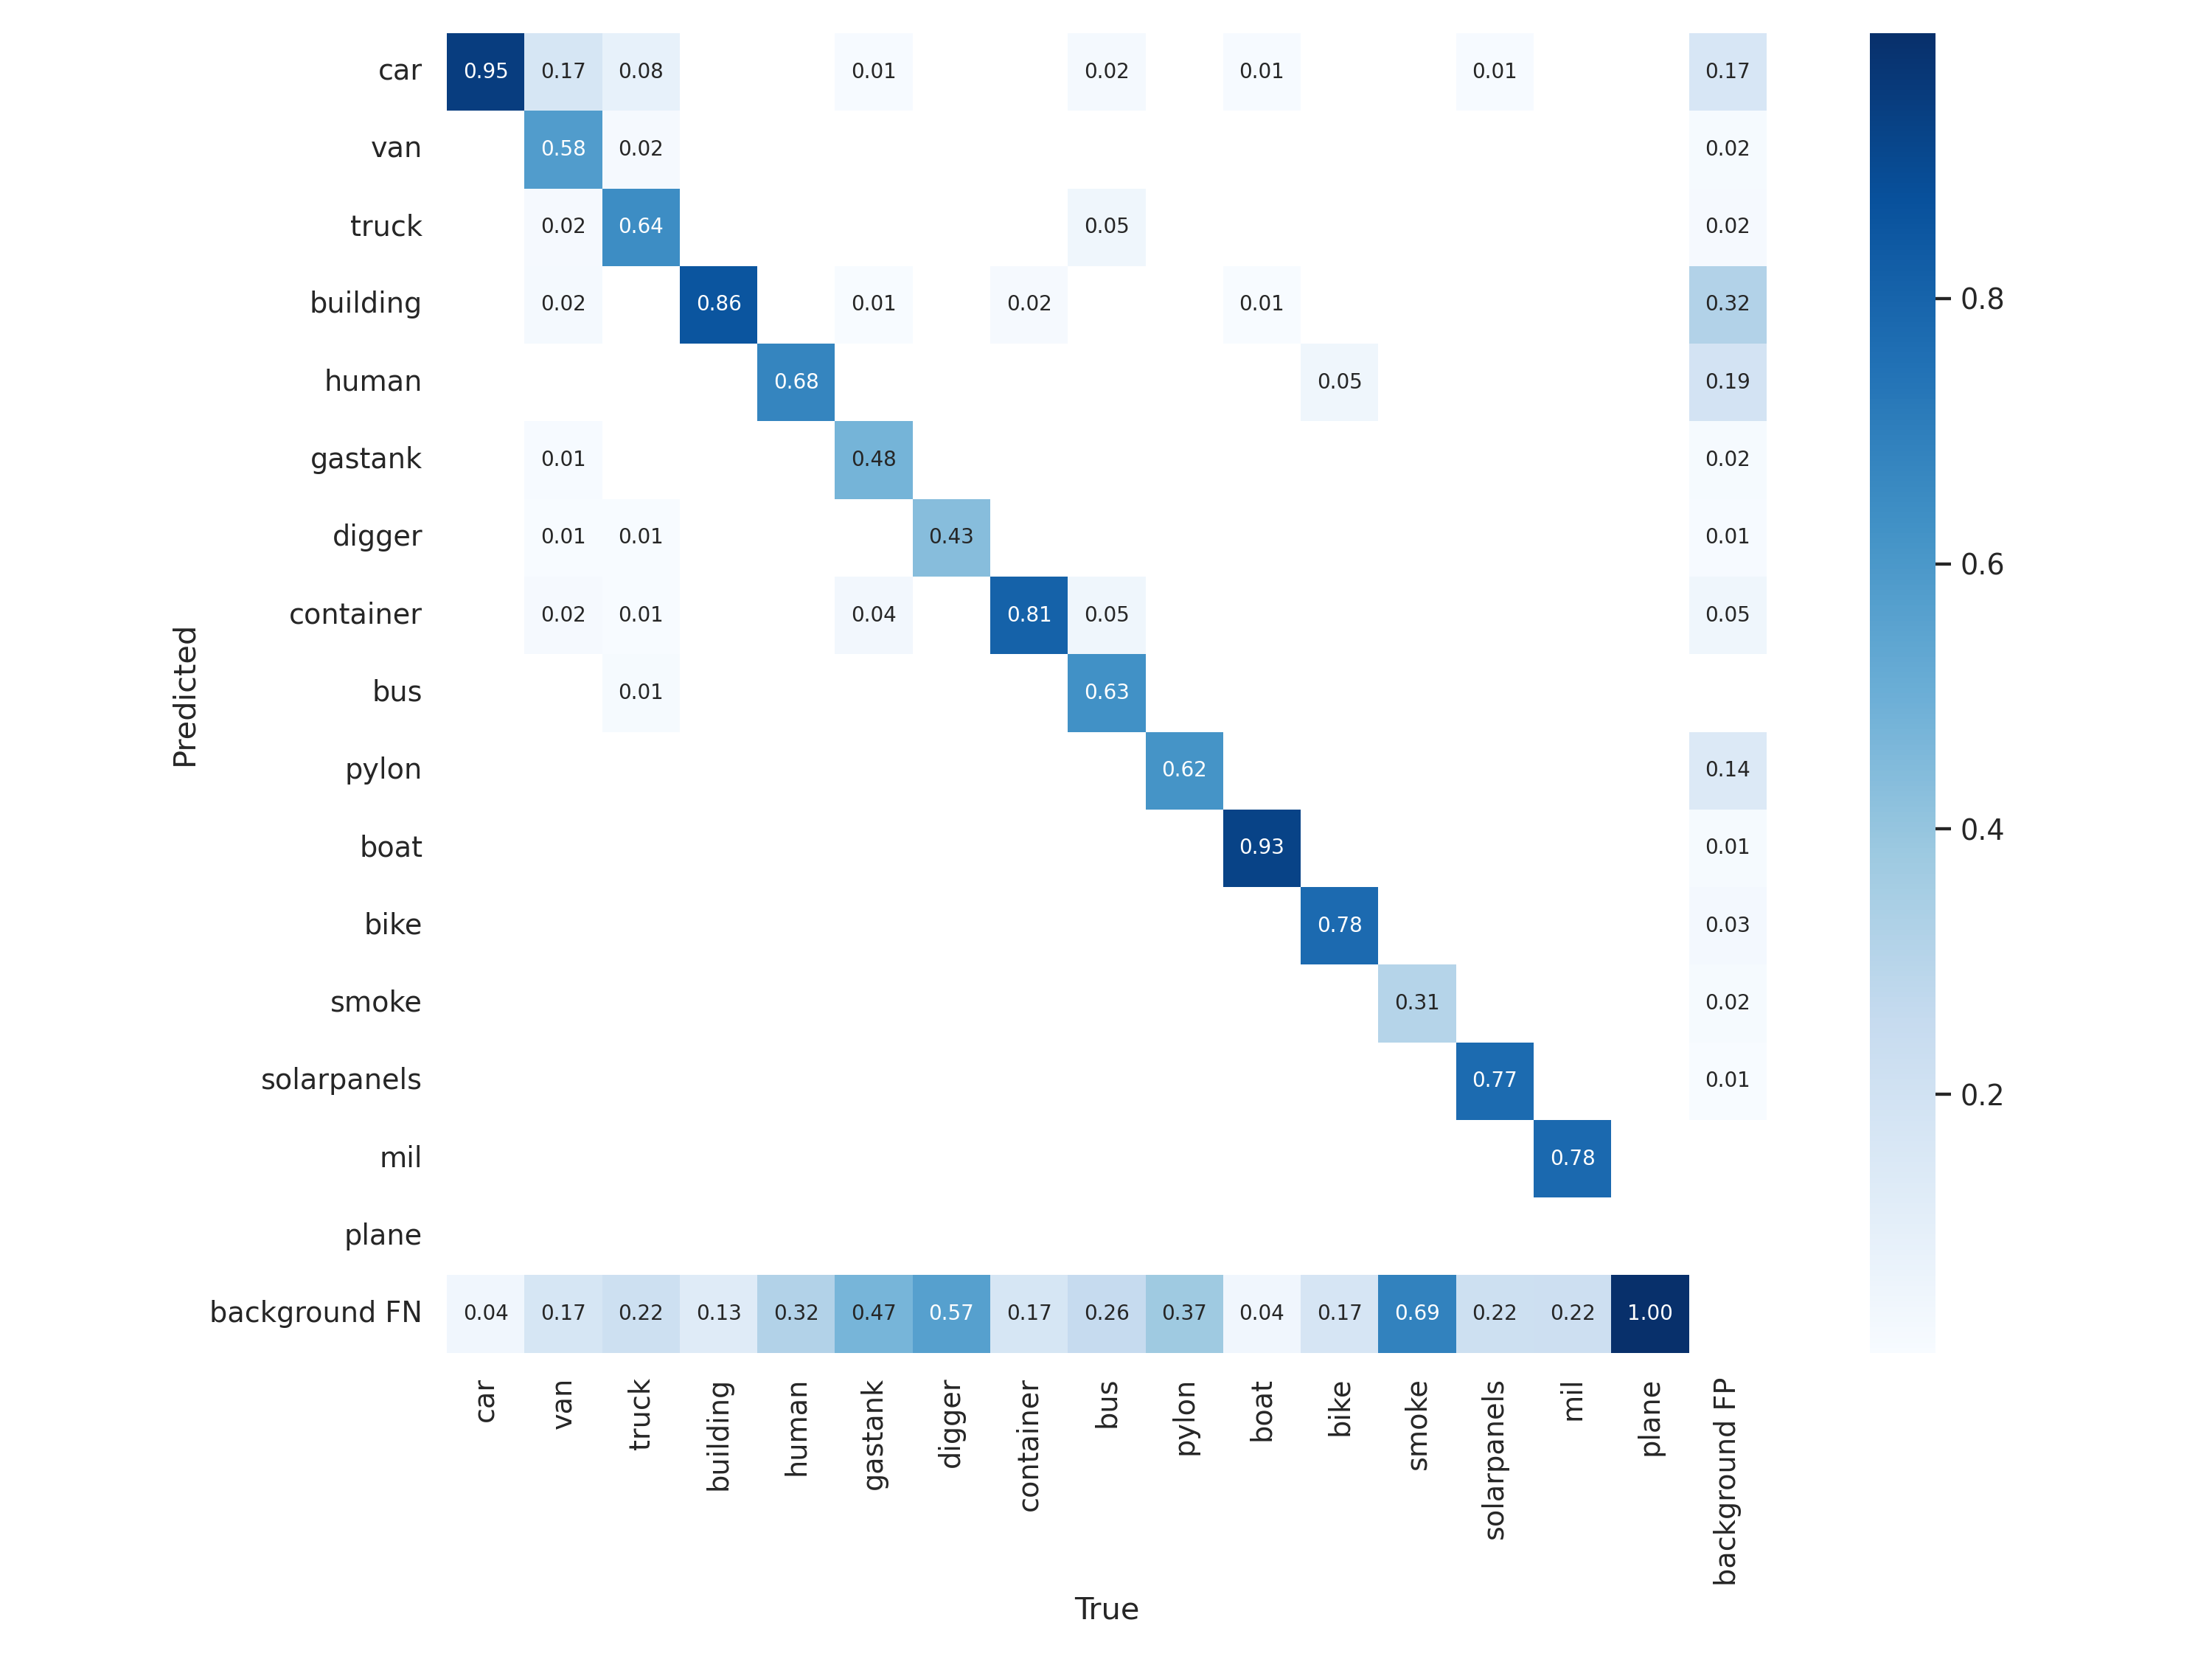 car 0.95 0.17 0.08 0.01 0.02 0.01 0.01 0.17
van 0.58 0.02 0.02
truck 0.02 0.64 0.05 0.02
building 0.02 0.86 0.01 0.02 0.01 0.32 0.8
human 0.68 0.05 0.19
gastank 0.01 0.48 0.02
digger 0.01 0.01 0.43 0.01 0.6
container 0.02 0.01 0.04 0.81 0.05 0.05
Predicted
bus 0.01 0.63
pylon 0.62 0.14
boat 0.93 0.01 0.4
bike 0.78 0.03
smoke 0.31 0.02
solarpanels 0.77 0.01 0.2
mil 0.78
plane
background FN 0.04 0.17 0.22 0.13 0.32 0.47 0.57 0.17 0.26 0.37 0.04 0.17 0.69 0.22 0.22 1.00
car van truck building human gastank digger container bus pylon boat bike smoke solarpanels mil plane background FP
True